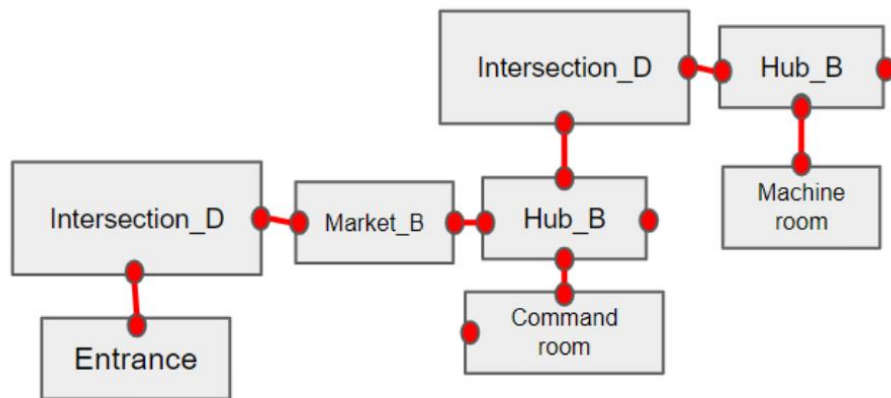 Intersection_D
Hub_B
Machine
room
Intersection_D
Market_B
Hub_B
Command
room
Entrance